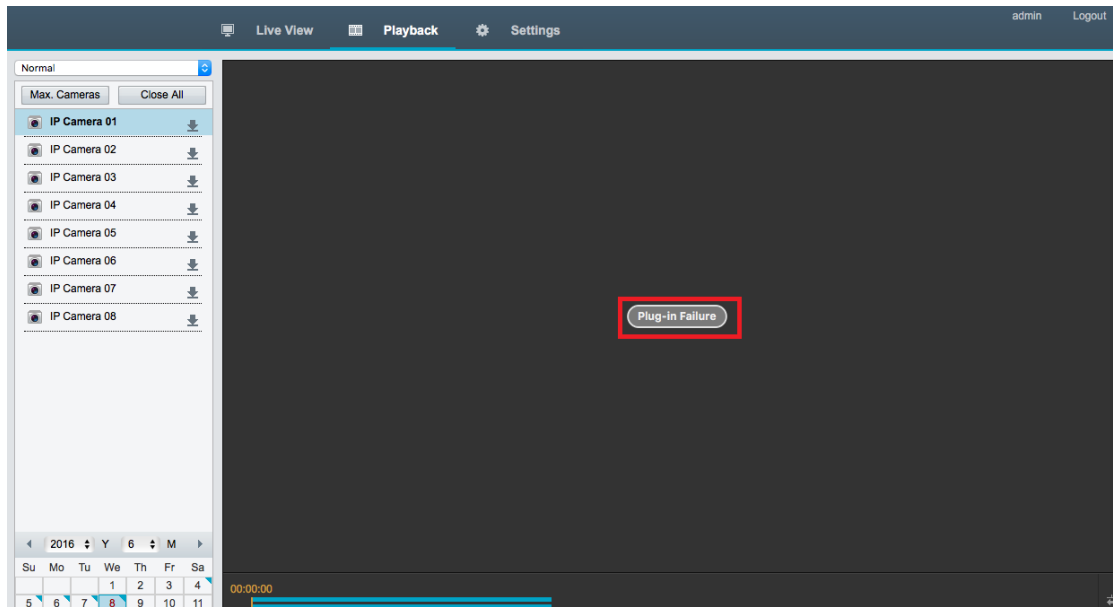 Live View Playback Settings admin Logout
Normal
Max. Cameras Close All
IP Camera 01
IP Camera 02
IP Camera 03
IP Camera 04
IP Camera 05
IP Camera 06
IP Camera 07
IP Camera 08
Plug-in Failure
2016 Y 6 M
Su Mo Tu We Th Fr Sa
1 2 3 4
5 6 7 8 9 10 11
00:00:00